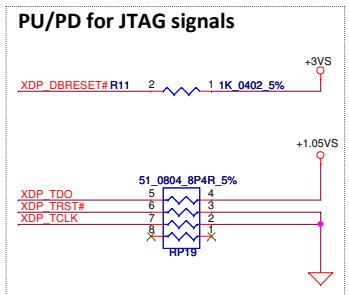 PU/PD for JTAG signals
+3VS
XDP_DBRESET# R11 2 1 1K_0402_5%
+1.05VS
51_0804_8P4R_5%
XDP_TDO 5 4
XDP_TRST# 6 3
XDP_TCLK 7 2
8 1
RP19